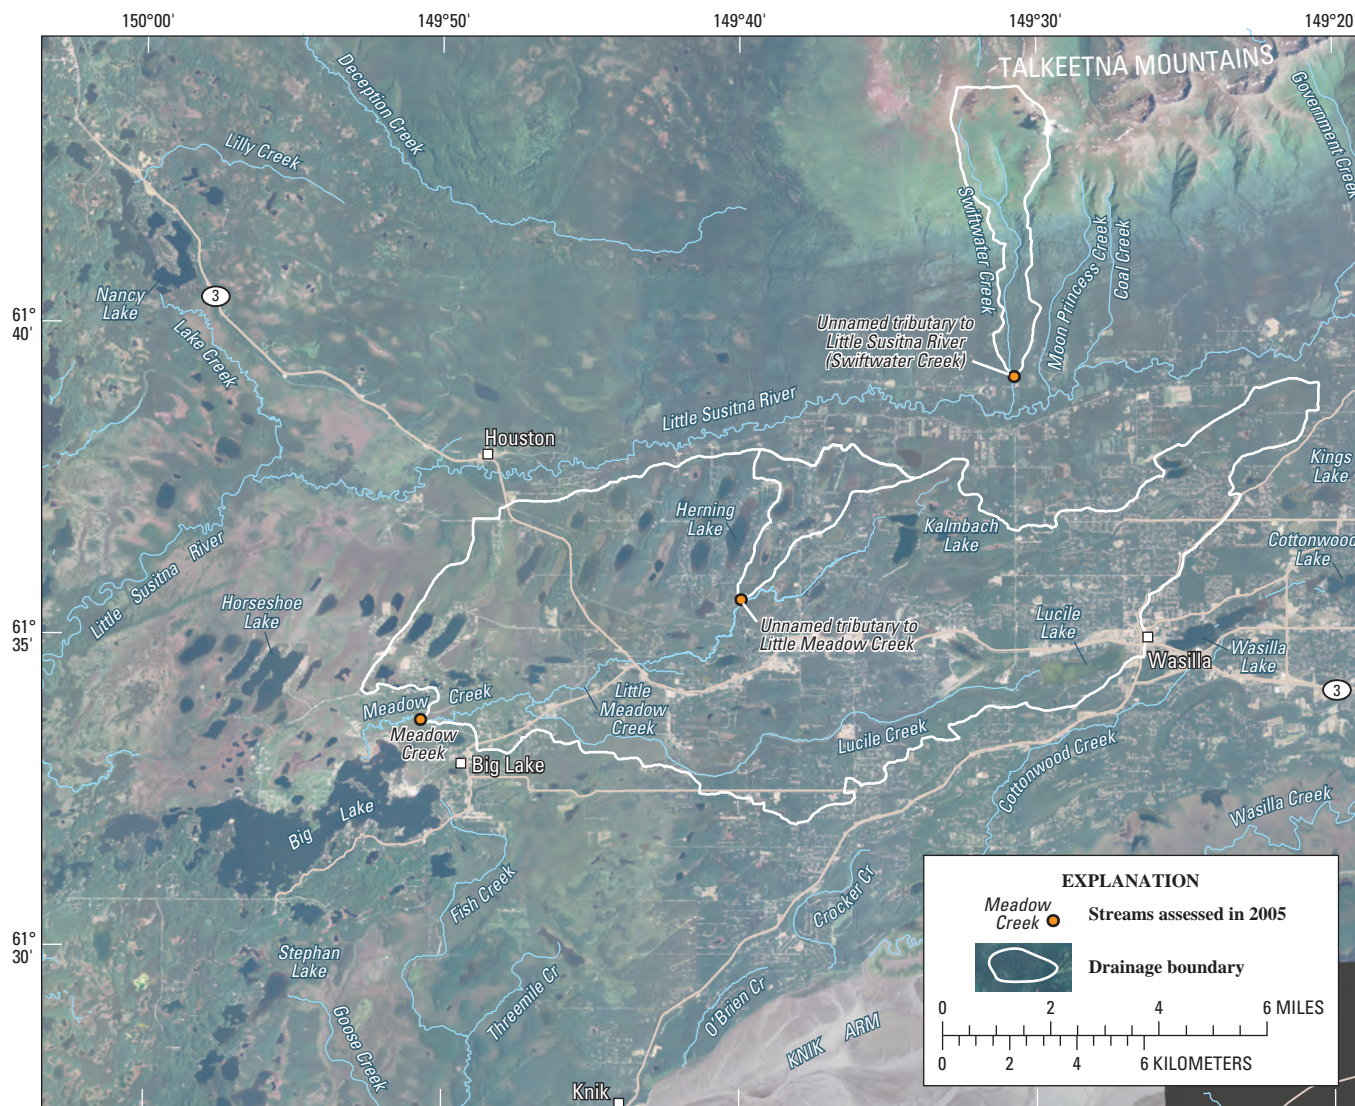 150°00'
149°50'
149°40'
149°30'
149°20'
TALKEETNA MOUNTAINS
Deception Creek
Government Creek
Lilly Creek
Swiftwater Creek
Moon Princess Creek
Coal Creek
Nancy
Lake
3
Lake Creek
61°
40'
Unnamed tributary to
Little Susitna River
(Swiftwater Creek)
Little Susitna River
Houston
Kings
Lake
Herning
Lake
Kalmbach
Lake
Cottonwood
Lake
Little Susitna River
Horseshoe
Lake
61°
35'
Unnamed tributary to
Little Meadow Creek
Lucile
Lake
Wasilla
Wasilla
Lake
3
Meadow Creek
Little
Meadow
Creek
Meadow
Creek
Lucile Creek
Big Lake
Cottonwood Creek
Big Lake
Wasilla Creek
Fish Creek
Crocker Cr
61°
30'
Stephan
Lake
Threemile Cr
Goose Creek
O'Brien Cr
KNIK ARM
Knik
EXPLANATION
Meadow
Creek
Streams assessed in 2005
Drainage boundary
0 2 4 6 MILES
0 2 4 6 KILOMETERS